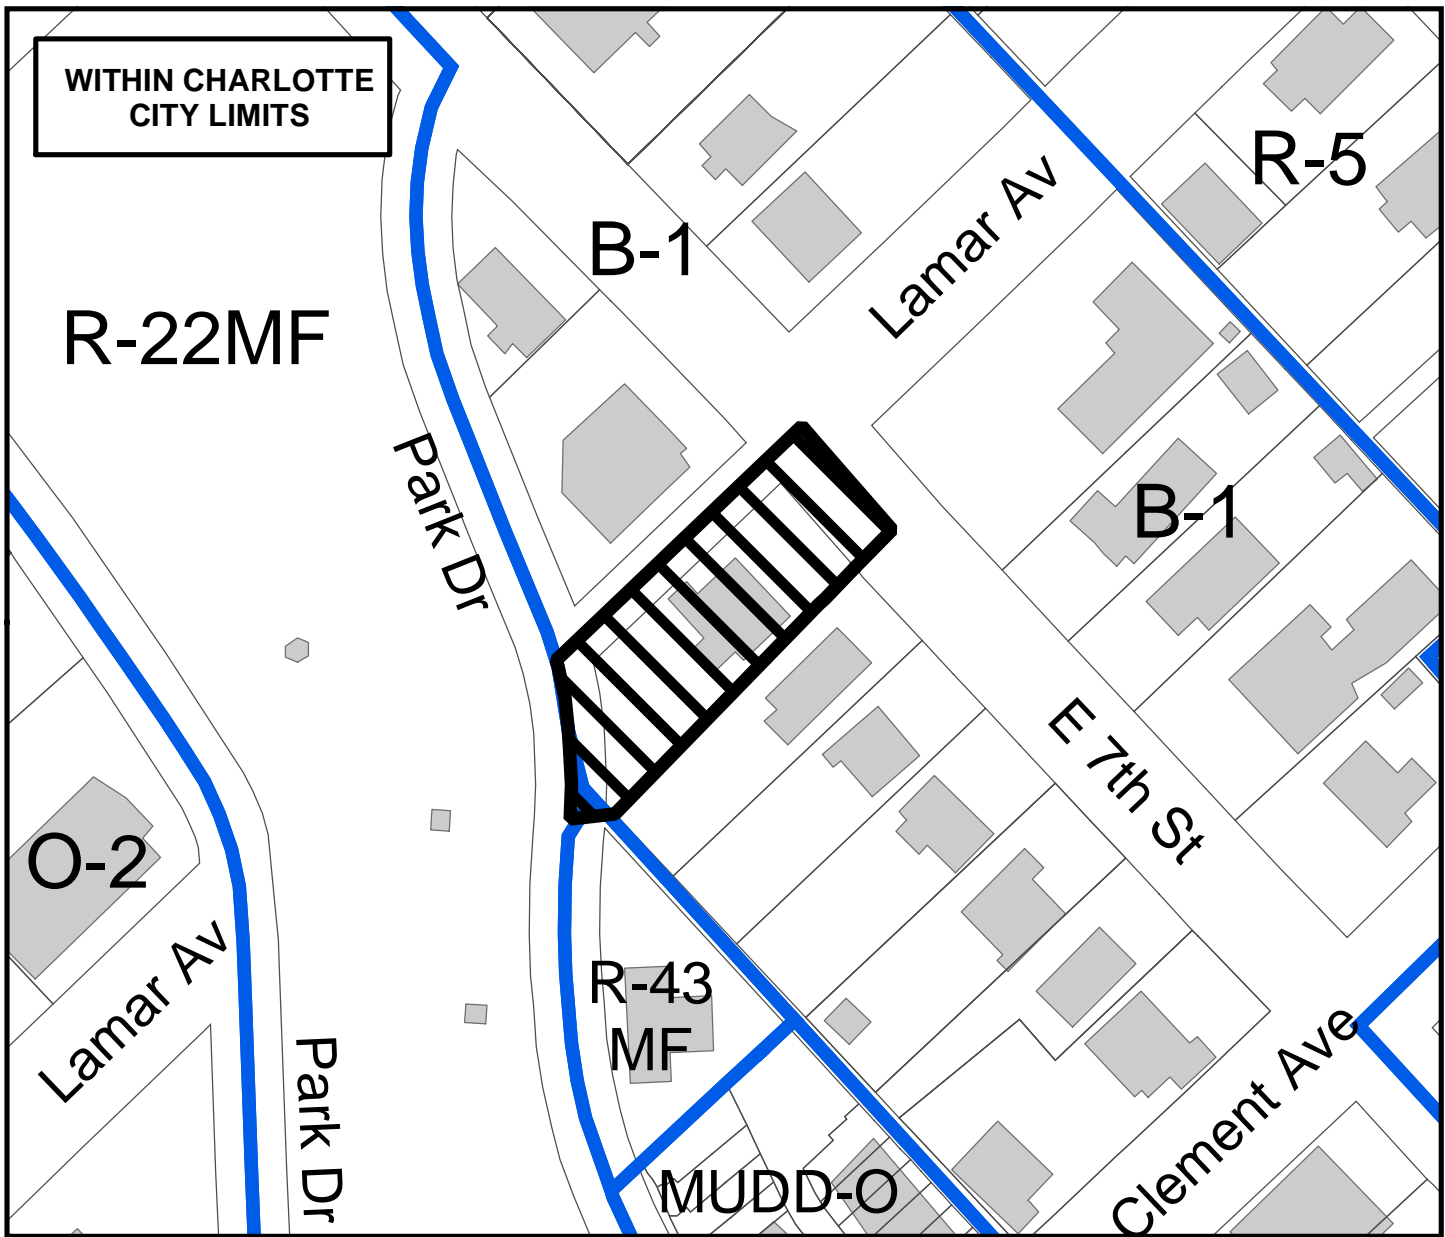 WITHIN CHARLOTTE
CITY LIMITS
R-5
Lamar Av
B-1
R-22MF
Park Dr
B-1
E 7th St
O-2
Lamar Av
R-43
MF
Clement Ave
Park Dr
MUDD-O